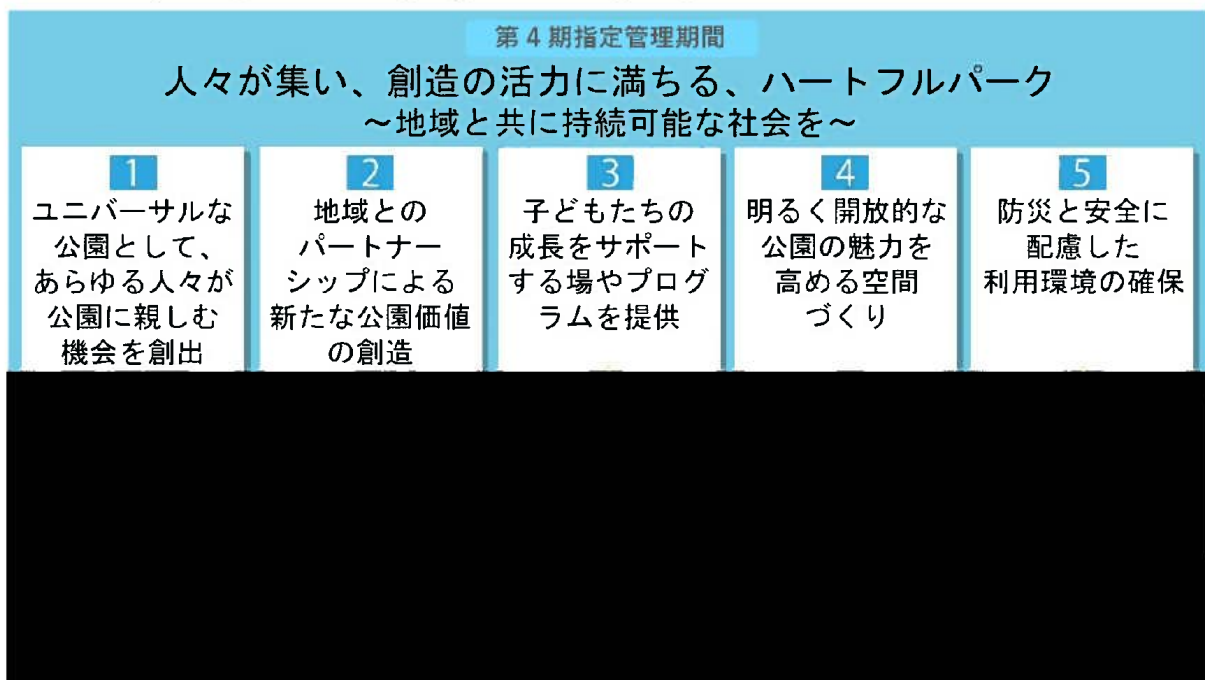 第4期指定管理期間
人々が集い、創造の活力に満ちる、ハートフルパーク
～地域と共に持続可能な社会を～
1
ユニバーサルな
公園として、
あらゆる人々が
公園に親しむ
機会を創出
2
地域との
パートナー
シップによる
新たな公園価値
の創造
3
子どもたちの
成長をサポート
する場やプログ
ラムを提供
4
明るく開放的な
公園の魅力を
高める空間
づくり
5
防災と安全に
配慮した
利用環境の確保